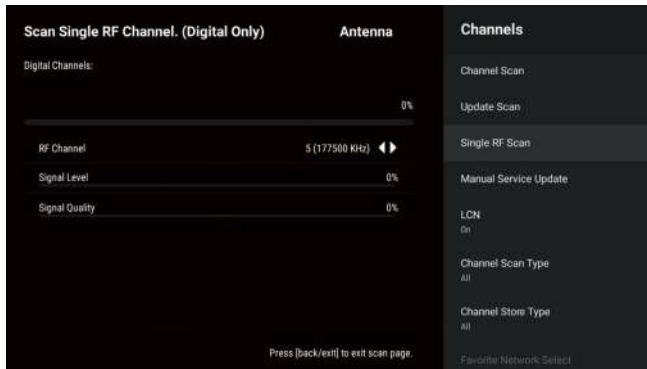 Scan Single RF Channel. (Digital Only) Antenna
Digital Channels:
0%
RF Channel 5 (177500 KHz)
Signal Level 0%
Signal Quality 0%
Press [back/exit] to exit scan page.
Channels
Channel Scan
Update Scan
Single RF Scan
Manual Service Update
LCN
On
Channel Scan Type
All
Channel Store Type
All
Favorite Network Select